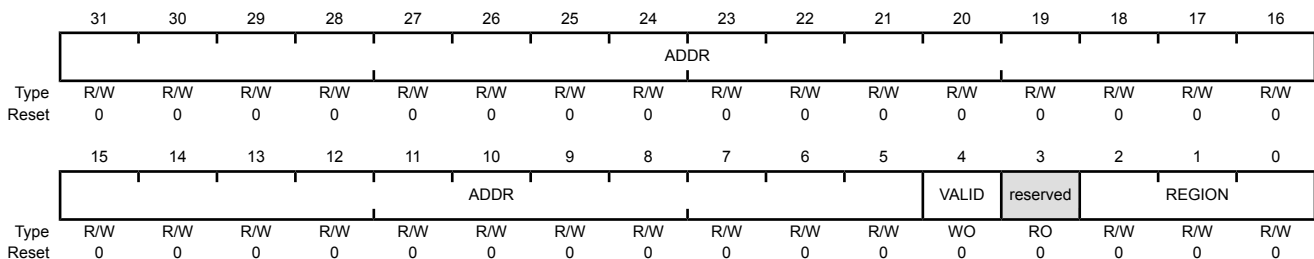 31 30 29 28 27 26 25 24 23 22 21 20 19 18 17 16
ADDR
Type R/W R/W R/W R/W R/W R/W R/W R/W R/W R/W R/W R/W R/W R/W R/W R/W
Reset 0 0 0 0 0 0 0 0 0 0 0 0 0 0 0 0
15 14 13 12 11 10 9 8 7 6 5 4 3 2 1 0
ADDR VALID reserved REGION
Type R/W R/W R/W R/W R/W R/W R/W R/W R/W R/W R/W WO RO R/W R/W R/W
Reset 0 0 0 0 0 0 0 0 0 0 0 0 0 0 0 0